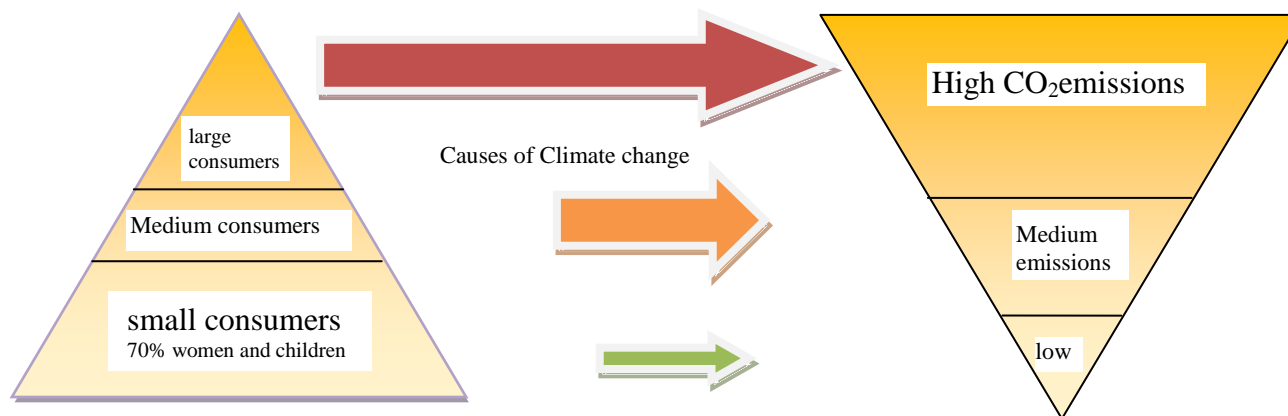 large
consumers
Medium consumers
small consumers
70% women and children
Causes of Climate change
High CO₂emissions
Medium
emissions
low